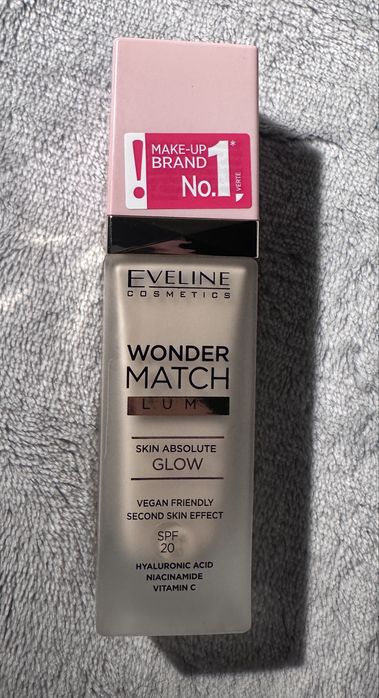 !
MAKE-UP
BRAND
No.1*
VERTE
EVELINE
COSMETICS
WONDER
MATCH
LUMI
SKIN ABSOLUTE
GLOW
VEGAN FRIENDLY
SECOND SKIN EFFECT
SPF
20
HYALURONIC ACID
NIACINAMIDE
VITAMIN C